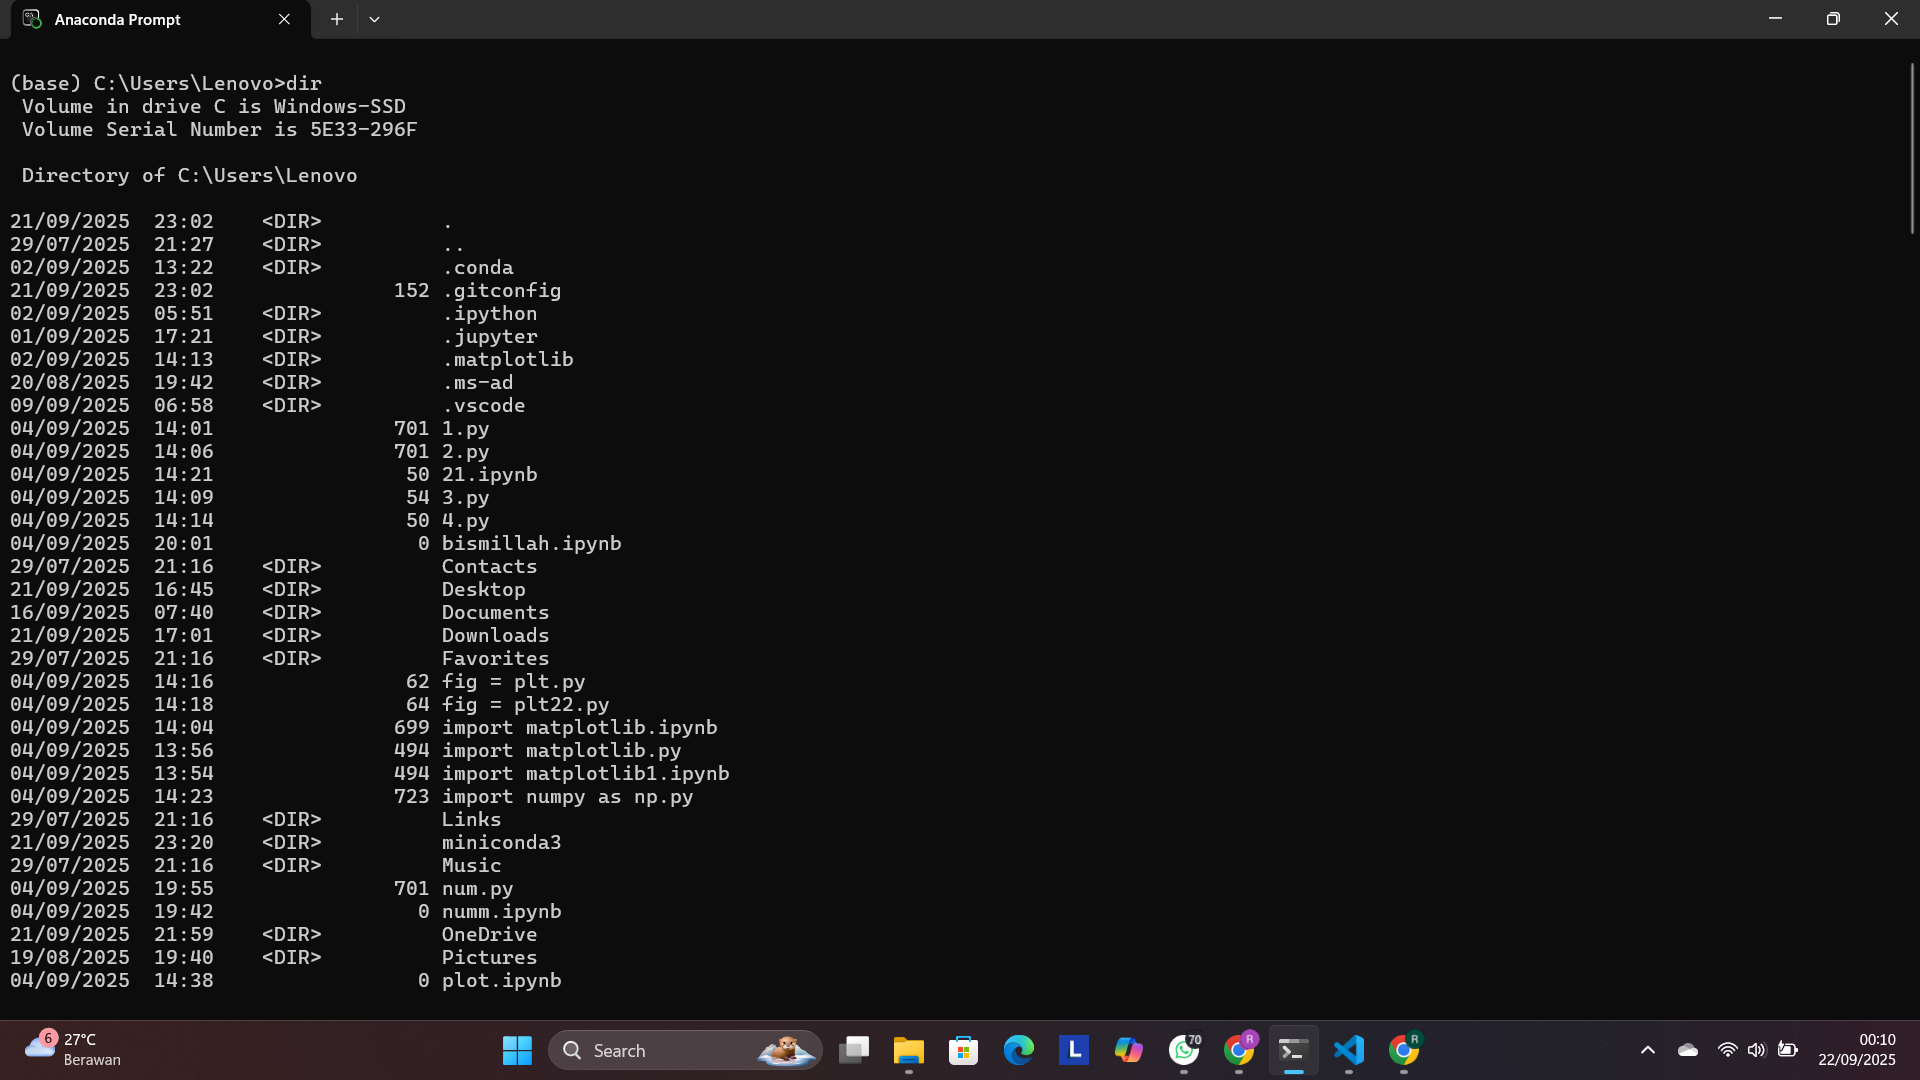 Anaconda Prompt
(base) C:\Users\Lenovo>dir
Volume in drive C is Windows-SSD
Volume Serial Number is 5E33-296F
Directory of C:\Users\Lenovo
21/09/2025 23:02 <DIR> .
29/07/2025 21:27 <DIR> ..
02/09/2025 13:22 <DIR> .conda
21/09/2025 23:02 152 .gitconfig
02/09/2025 05:51 <DIR> .ipython
01/09/2025 17:21 <DIR> .jupyter
02/09/2025 14:13 <DIR> .matplotlib
20/08/2025 19:42 <DIR> .ms-ad
09/09/2025 06:58 <DIR> .vscode
04/09/2025 14:01 701 1.py
04/09/2025 14:06 701 2.py
04/09/2025 14:21 50 21.ipynb
04/09/2025 14:09 54 3.py
04/09/2025 14:14 50 4.py
04/09/2025 20:01 0 bismillah.ipynb
29/07/2025 21:16 <DIR> Contacts
21/09/2025 16:45 <DIR> Desktop
16/09/2025 07:40 <DIR> Documents
21/09/2025 17:01 <DIR> Downloads
29/07/2025 21:16 <DIR> Favorites
04/09/2025 14:16 62 fig = plt.py
04/09/2025 14:18 64 fig = plt22.py
04/09/2025 14:04 699 import matplotlib.ipynb
04/09/2025 13:56 494 import matplotlib.py
04/09/2025 13:54 494 import matplotlib1.ipynb
04/09/2025 14:23 723 import numpy as np.py
29/07/2025 21:16 <DIR> Links
21/09/2025 23:20 <DIR> miniconda3
29/07/2025 21:16 <DIR> Music
04/09/2025 19:55 701 num.py
04/09/2025 19:42 0 numm.ipynb
21/09/2025 21:59 <DIR> OneDrive
19/08/2025 19:40 <DIR> Pictures
04/09/2025 14:38 0 plot.ipynb
6
27°C
Berawan
Search
L
70
R
R
00:10
22/09/2025